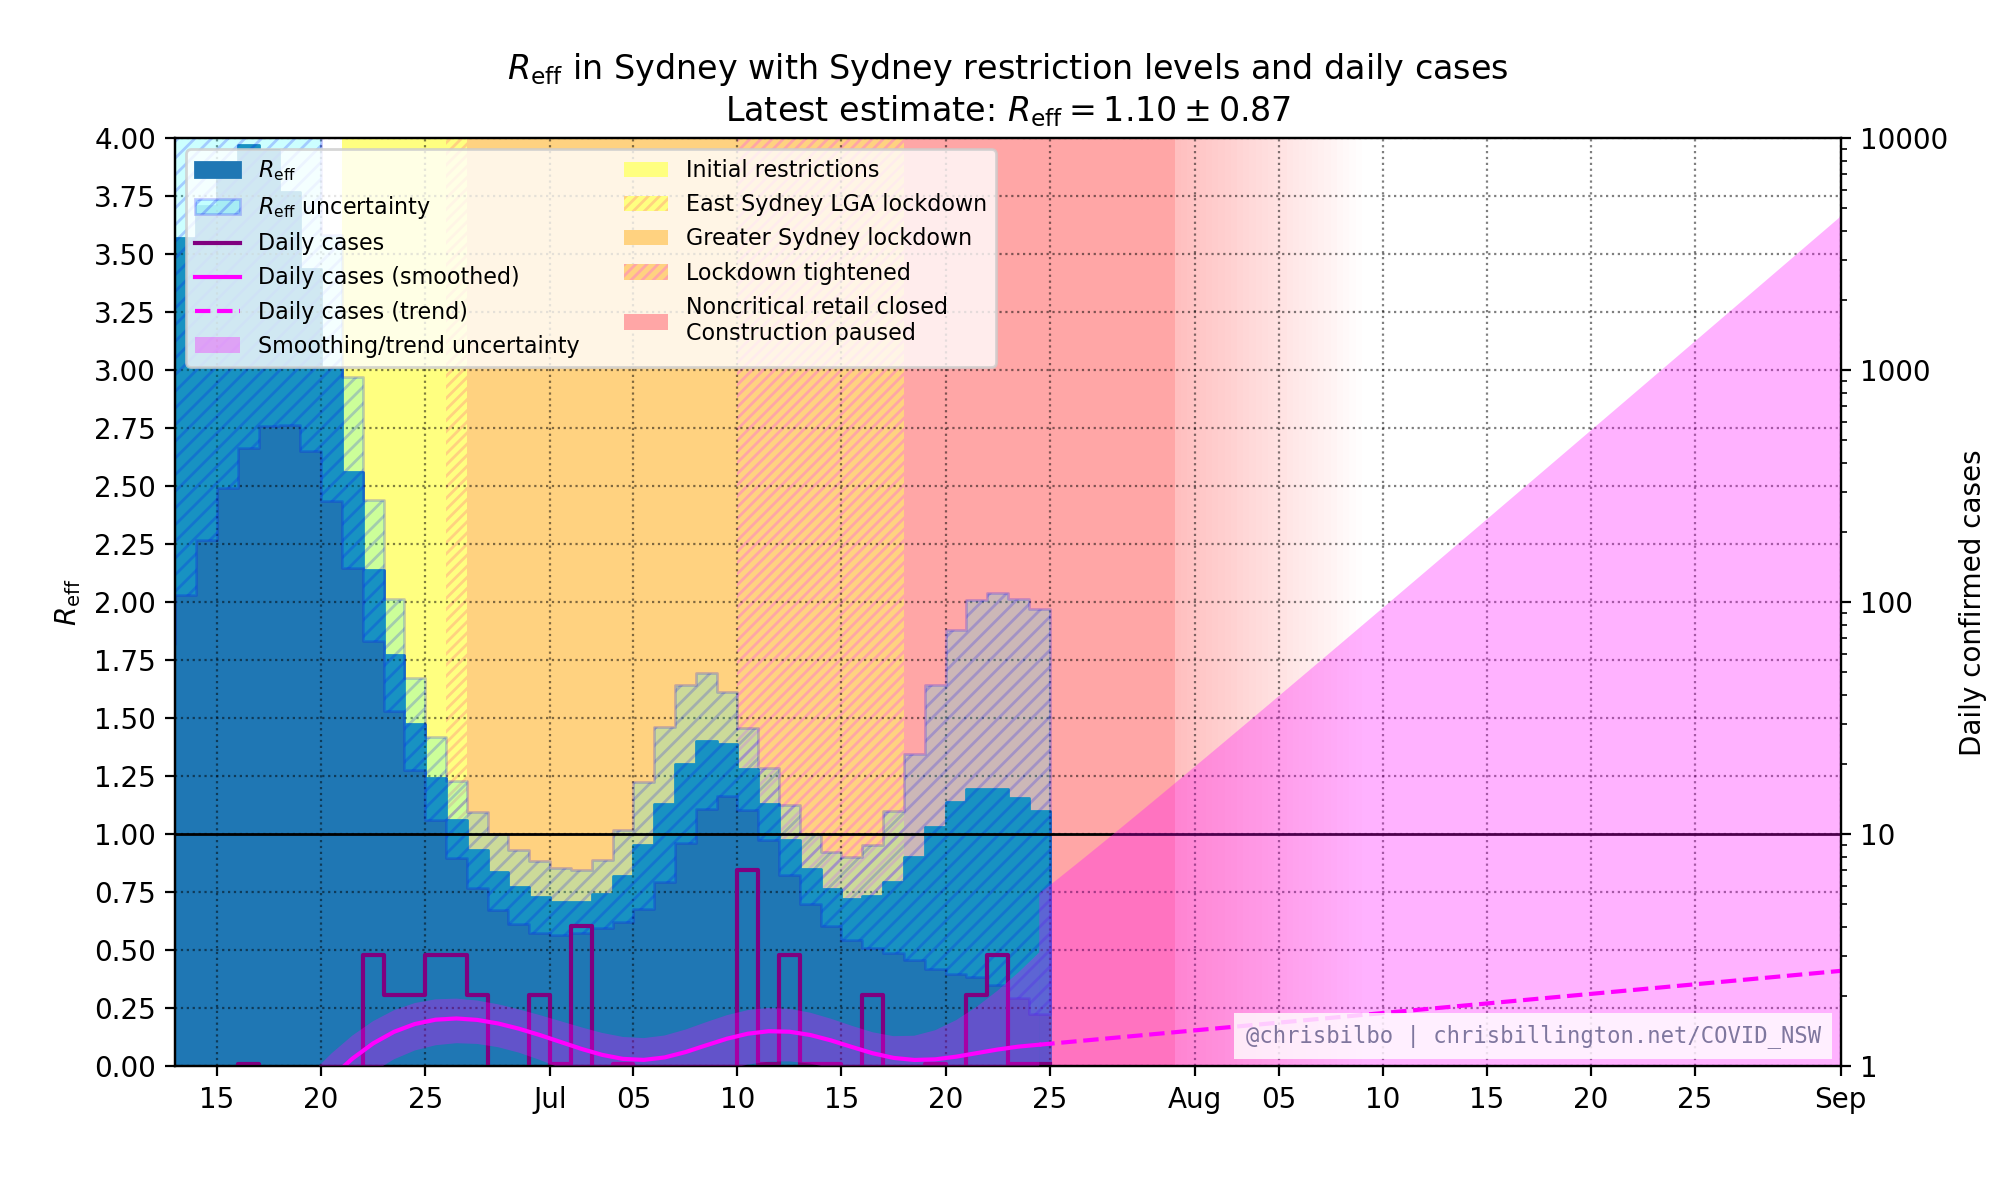 Reff in Sydney with Sydney restriction levels and daily cases
Latest estimate: Reff = 1.10 ± 0.87
4.00
3.75
3.50
3.25
3.00
2.75
2.50
2.25
2.00
1.75
1.50
1.25
1.00
0.75
0.50
0.25
0.00
Reff
Reff
Reff uncertainty
Daily cases
Daily cases (smoothed)
Daily cases (trend)
Smoothing/trend uncertainty
Initial restrictions
East Sydney LGA lockdown
Greater Sydney lockdown
Lockdown tightened
Noncritical retail closed
Construction paused
10000
1000
100
10
1
Daily confirmed cases
@chrisbilbo | chrisbillington.net/COVID_NSW
15 20 25 Jul 05 10 15 20 25 Aug 05 10 15 20 25 Sep